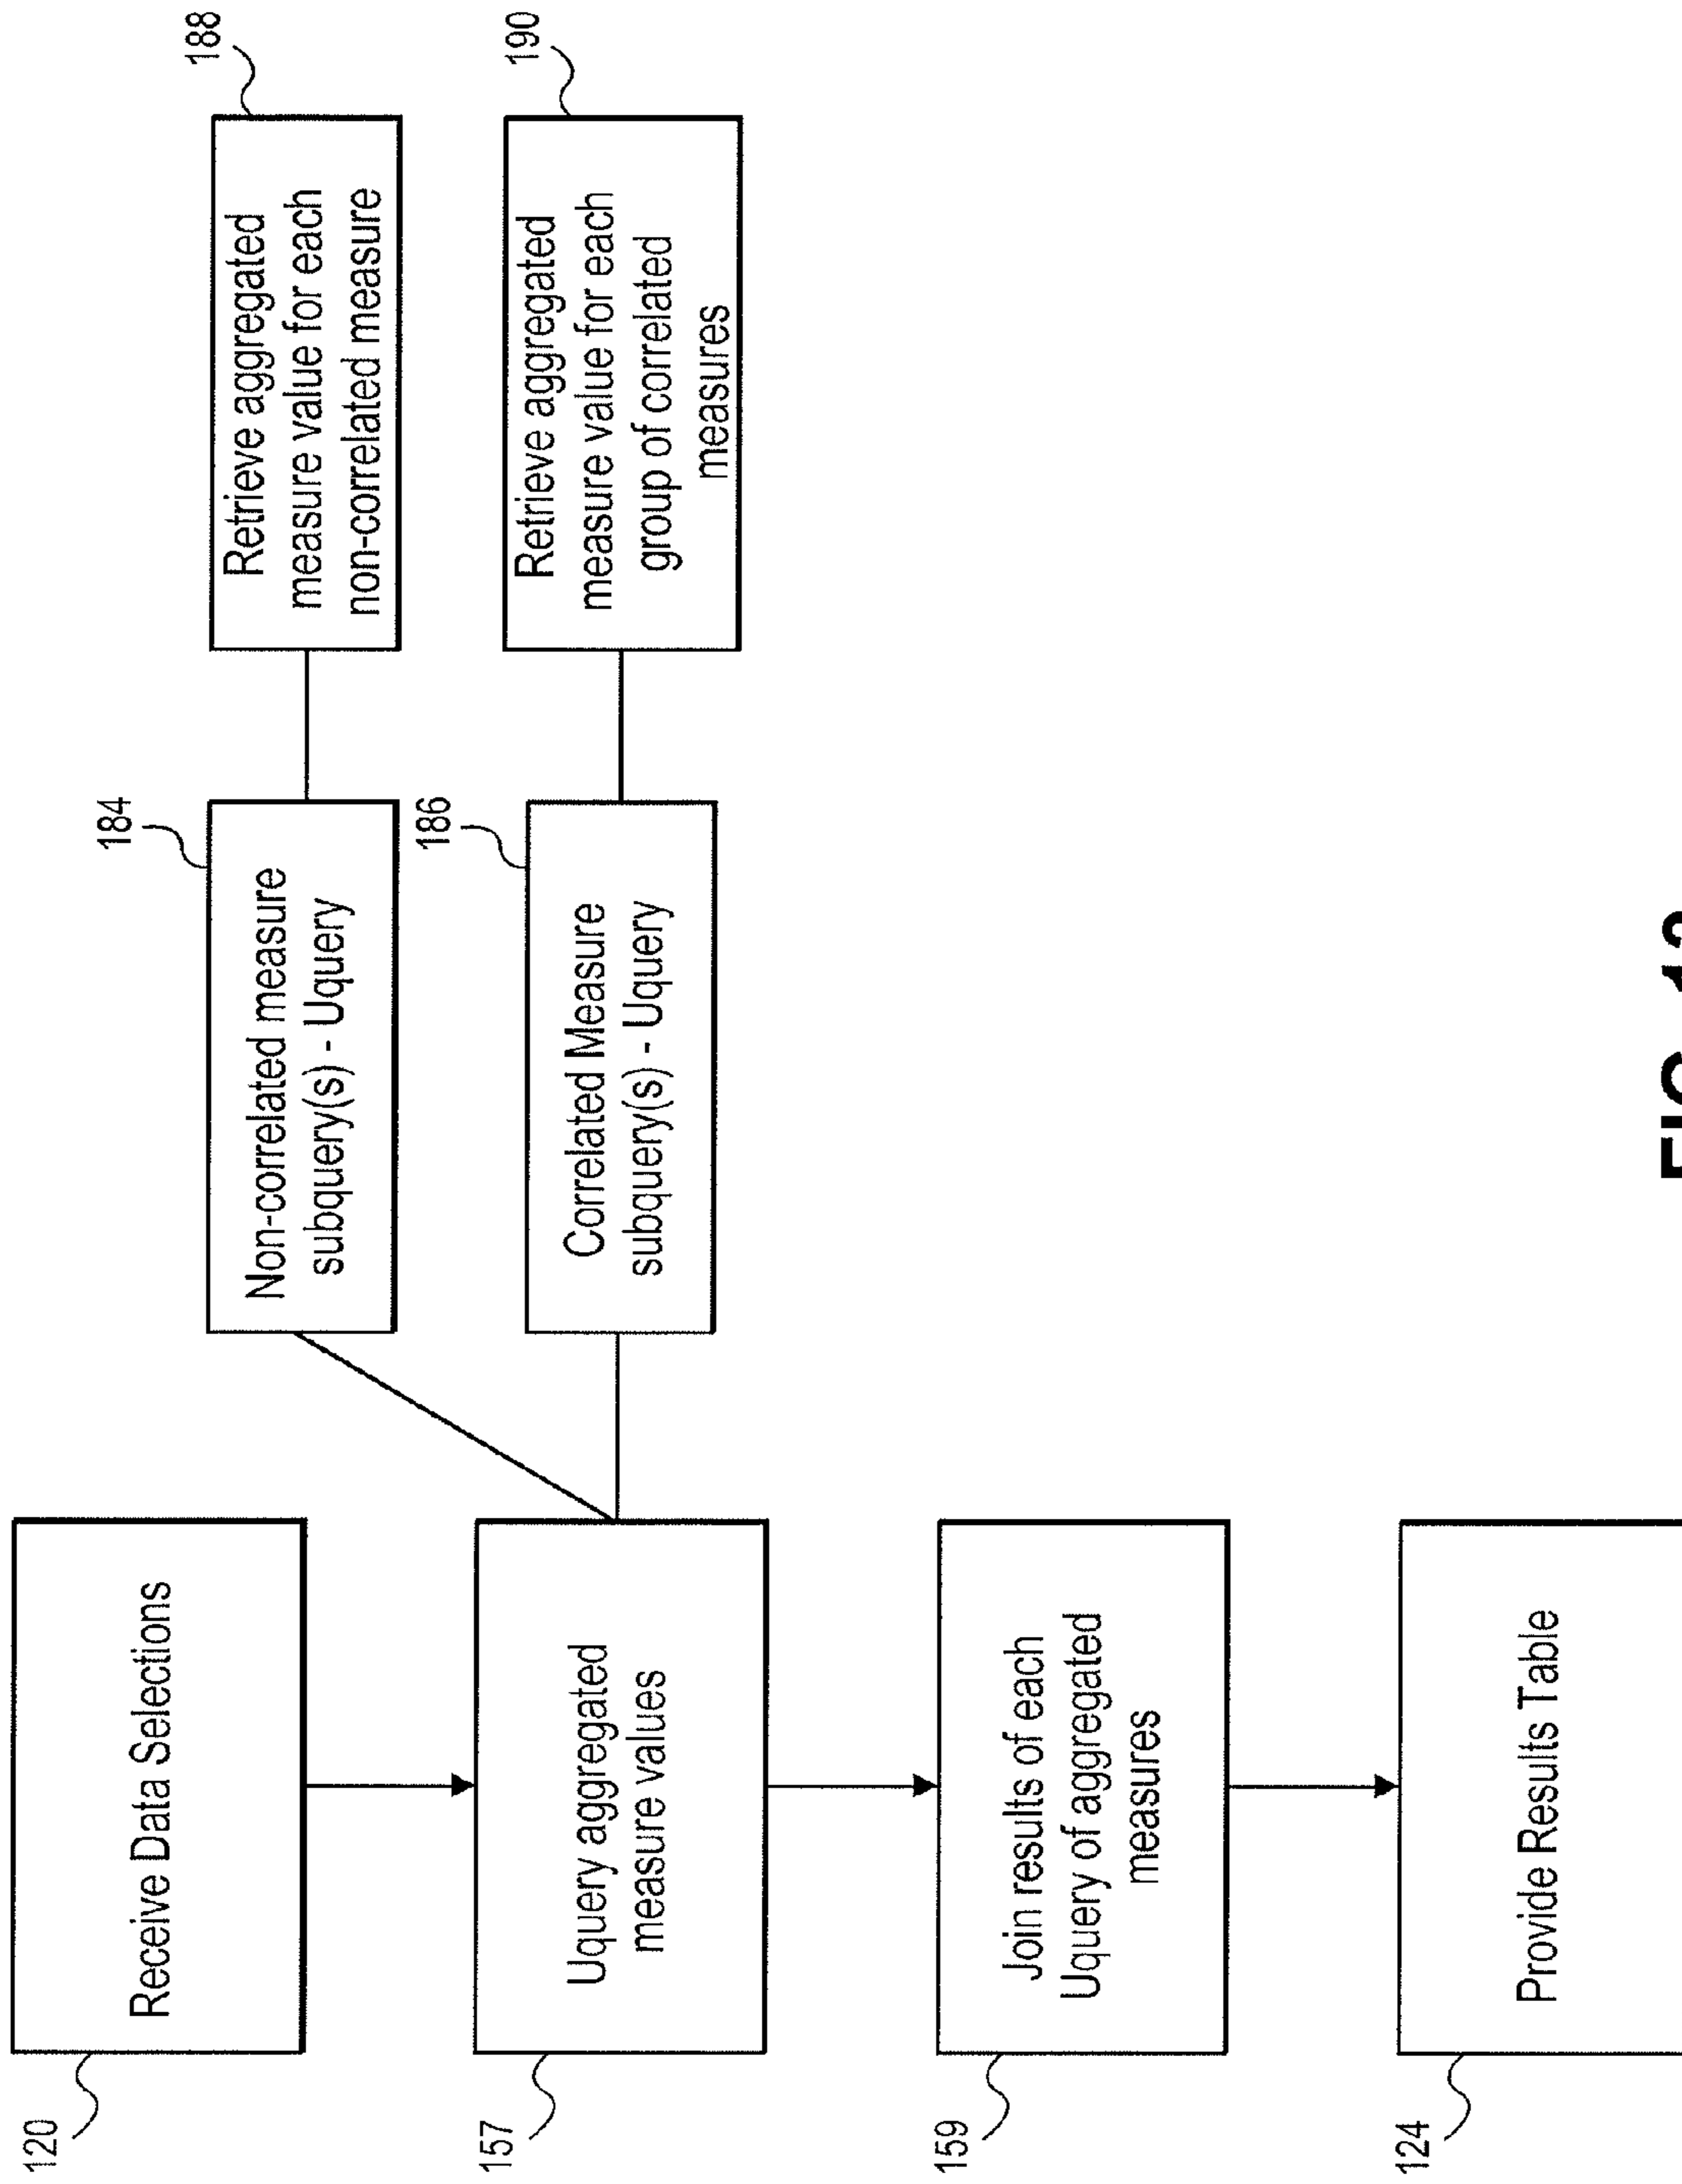 120
Receive Data Selections
157
Uquery aggregated
measure values
159
Join results of each
Uquery of aggregated
measures
124
Provide Results Table
184
Non-correlated measure
subquery(s) - Uquery
186
Correlated Measure
subquery(s) - Uquery
188
Retrieve aggregated
measure value for each
non-correlated measure
190
Retrieve aggregated
measure value for each
group of correlated
measures
FIG